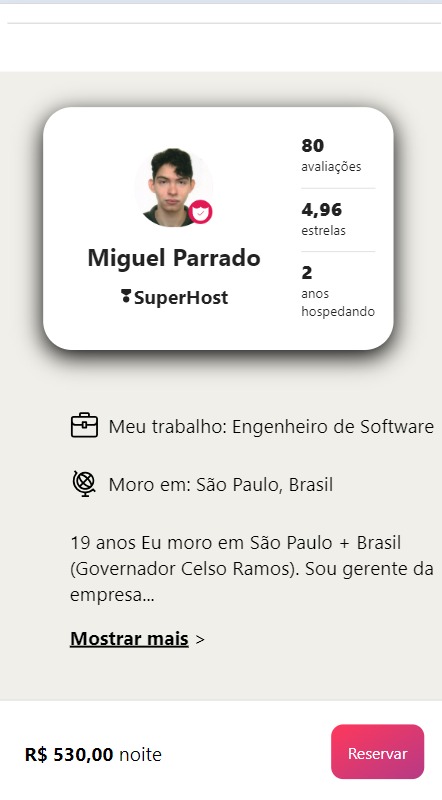 80
avaliações
4,96
estrelas
Miguel Parrado
SuperHost
2
anos
hospedando
Meu trabalho: Engenheiro de Software
Moro em: São Paulo, Brasil
19 anos Eu moro em São Paulo + Brasil
(Governador Celso Ramos). Sou gerente da
empresa...
Mostrar mais >
R$ 530,00 noite
Reservar